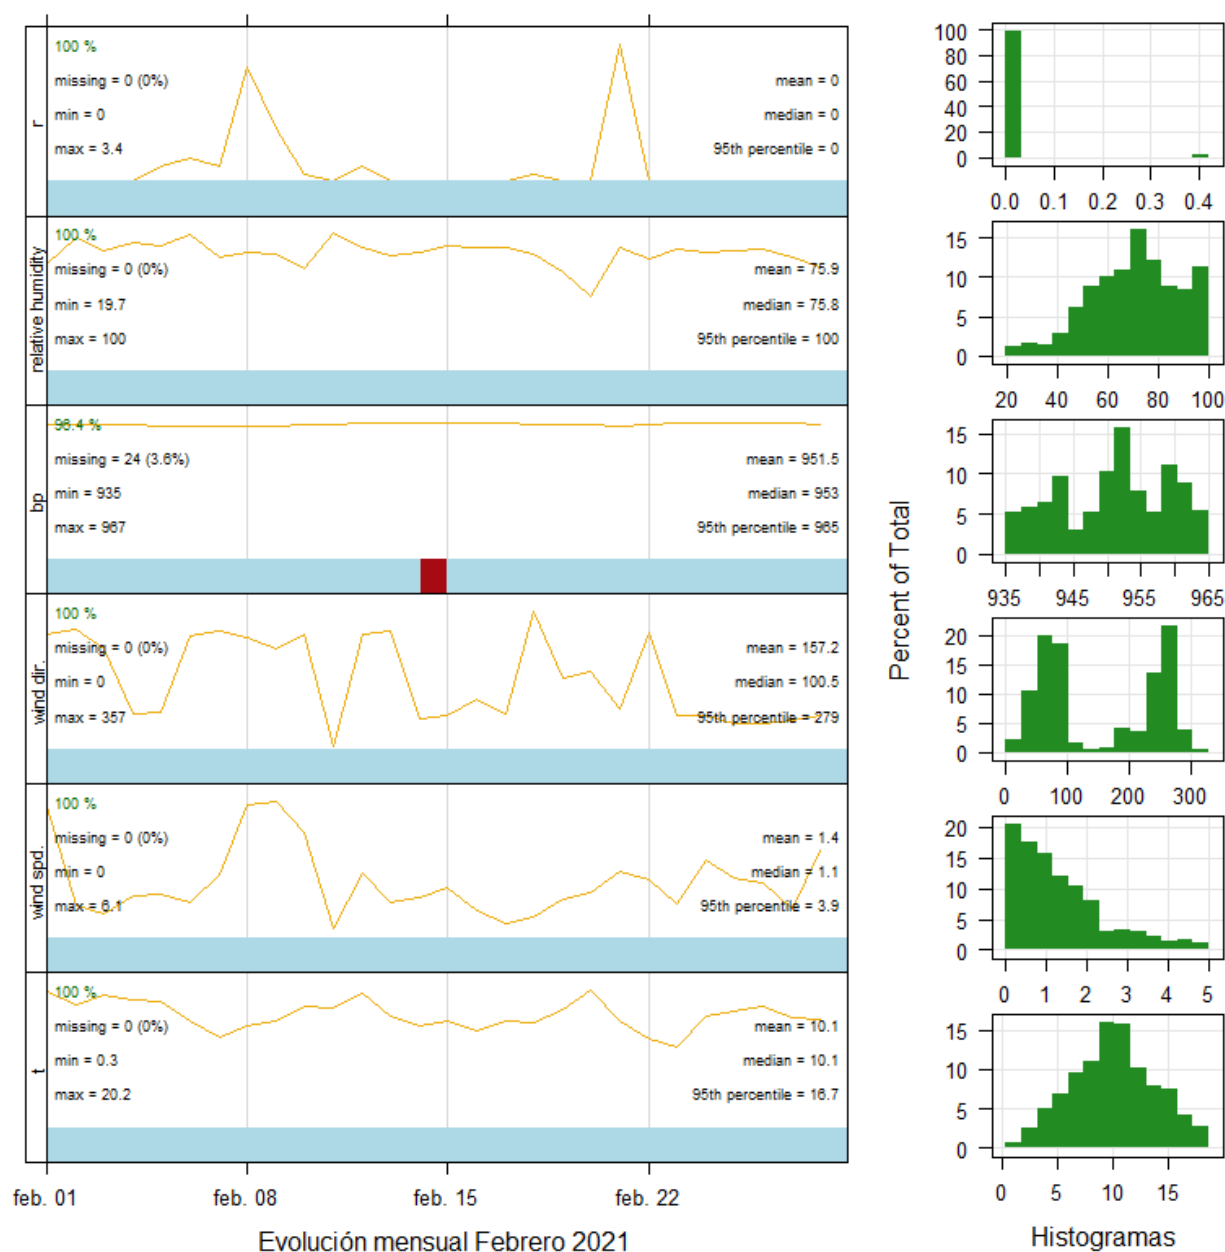 r
100 %
missing = 0 (0%)
min = 0
max = 3.4
mean = 0
median = 0
95th percentile = 0
relative humidity
100 %
missing = 0 (0%)
min = 19.7
max = 100
mean = 75.9
median = 75.8
95th percentile = 100
bp
96.4 %
missing = 24 (3.6%)
min = 935
max = 967
mean = 951.5
median = 953
95th percentile = 965
wind dir.
100 %
missing = 0 (0%)
min = 0
max = 357
mean = 157.2
median = 100.5
95th percentile = 279
wind spd.
100 %
missing = 0 (0%)
min = 0
max = 6.1
mean = 1.4
median = 1.1
95th percentile = 3.9
t
100 %
missing = 0 (0%)
min = 0.3
max = 20.2
mean = 10.1
median = 10.1
95th percentile = 16.7
feb. 01 feb. 08 feb. 15 feb. 22
Evolución mensual Febrero 2021
Percent of Total
100
80
60
40
20
0
0.0 0.1 0.2 0.3 0.4
15
10
5
0
20 40 60 80 100
15
10
5
0
935 945 955 965
20
15
10
5
0
0 100 200 300
20
15
10
5
0
0 1 2 3 4 5
15
10
5
0
0 5 10 15
Histogramas